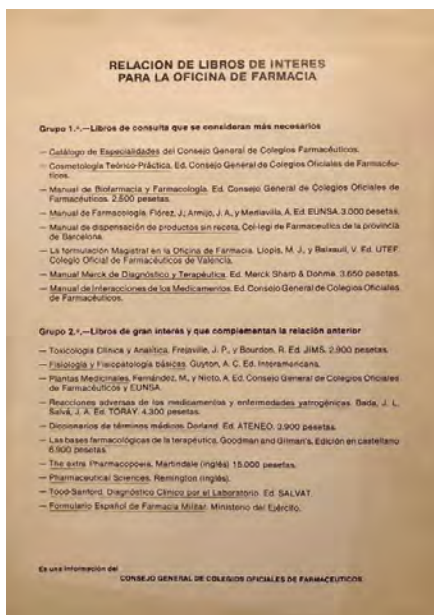 RELACION DE LIBROS DE INTERES
PARA LA OFICINA DE FARMACIA
Grupo 1.º.—Libros de consulta que se consideran más necesarios
— Catálogo de Especialidades del Consejo General de Colegios Farmacéuticos.
— Cosmetología Teórico-Práctica. Ed. Consejo General de Colegios Oficiales de Farmacéu-
ticos.
— Manual de Biofarmacia y Farmacología. Ed. Consejo General de Colegios Oficiales de
Farmacéuticos. 2.500 pesetas.
— Manual de Farmacología. Flórez, J.; Armijo, J. A., y Mediavilla, A. Ed. EUNSA. 3.000 pesetas.
— Manual de dispensación de productos sin receta. Col·legi de Farmaceutics de la provincia
de Barcelona.
— La formulación Magistral en la Oficina de Farmacia. Llopis, M. J., y Baixauli, V. Ed. UTEF.
Colegio Oficial de Farmacéuticos de Valencia.
— Manual Merck de Diagnóstico y Terapéutica. Ed. Merck Sharp & Dohme. 3.650 pesetas.
— Manual de Interacciones de los Medicamentos. Ed. Consejo General de Colegios Oficiales
de Farmacéuticos.
Grupo 2.º.—Libros de gran interés y que complementan la relación anterior
— Toxicología Clínica y Analítica. Frejaville, J. P., y Bourdon, R. Ed. JIMS. 2.900 pesetas.
— Fisiología y Fisiopatología básicas. Guyton, A. C. Ed. Interamericana.
— Plantas Medicinales. Fernández, M., y Nieto, A. Ed. Consejo General de Colegios Oficiales
de Farmacéuticos y EUNSA.
— Reacciones adversas de los medicamentos y enfermedades yatrogénicas. Bada, J. L.
Salvá, J. A. Ed. TORAY. 4.300 pesetas.
— Diccionarios de términos médicos Dorland. Ed. ATENEO. 3.900 pesetas.
— Las bases farmacológicas de la terapéutica. Goodman and Gilman's. Edición en castellano
6.900 pesetas.
— The extra Pharmacopoeia. Martindale (inglés) 15.000 pesetas.
— Pharmaceutical Sciences. Remington (inglés).
— Todd-Sanford. Diagnóstico Clínico por el Laboratorio. Ed. SALVAT.
— Formulario Español de Farmacia Militar. Ministerio del Ejército.
Es una información del
CONSEJO GENERAL DE COLEGIOS OFICIALES DE FARMACEUTICOS